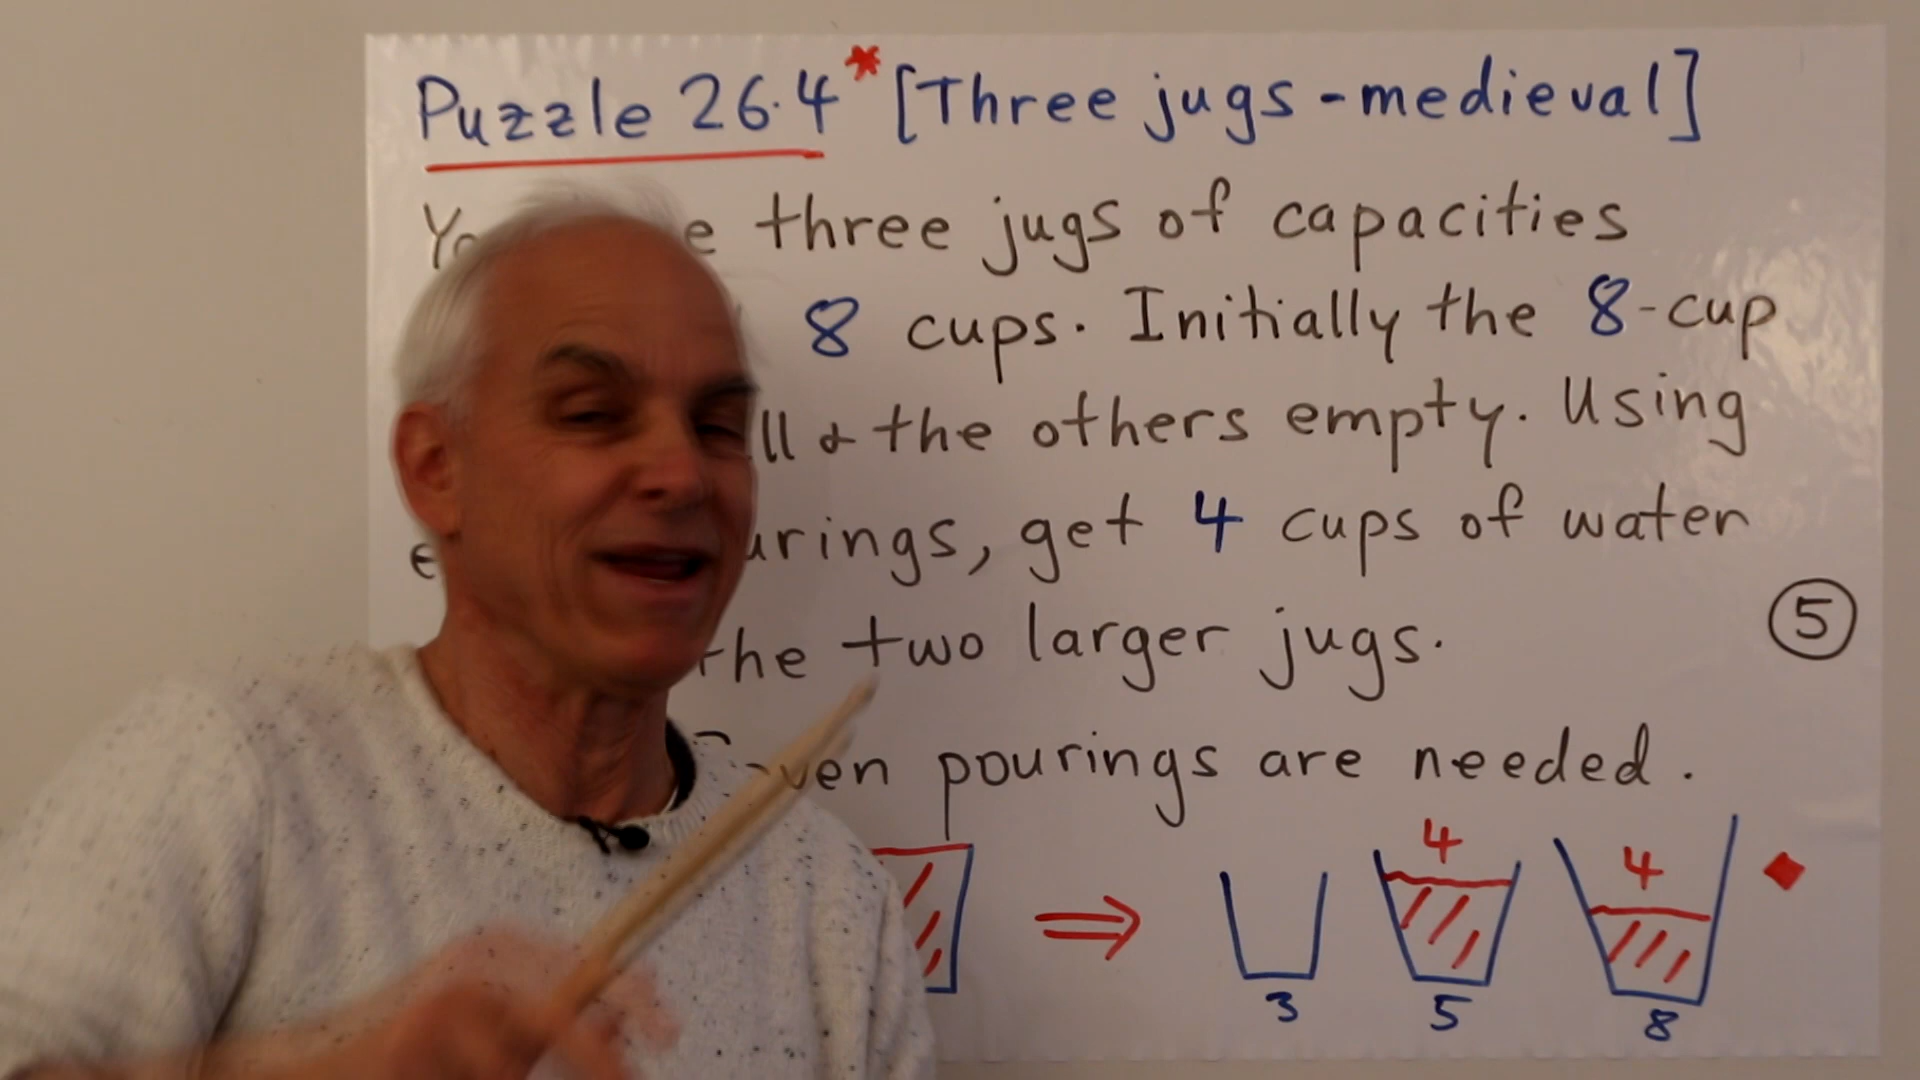 Puzzle 26.4* [Three jugs - medieval]
three jugs of capacities
8 cups. Initially the 8-cup
& the others empty. Using
get 4 cups of water
the two larger jugs.
5
pourings are needed.
4 4
3 5 8